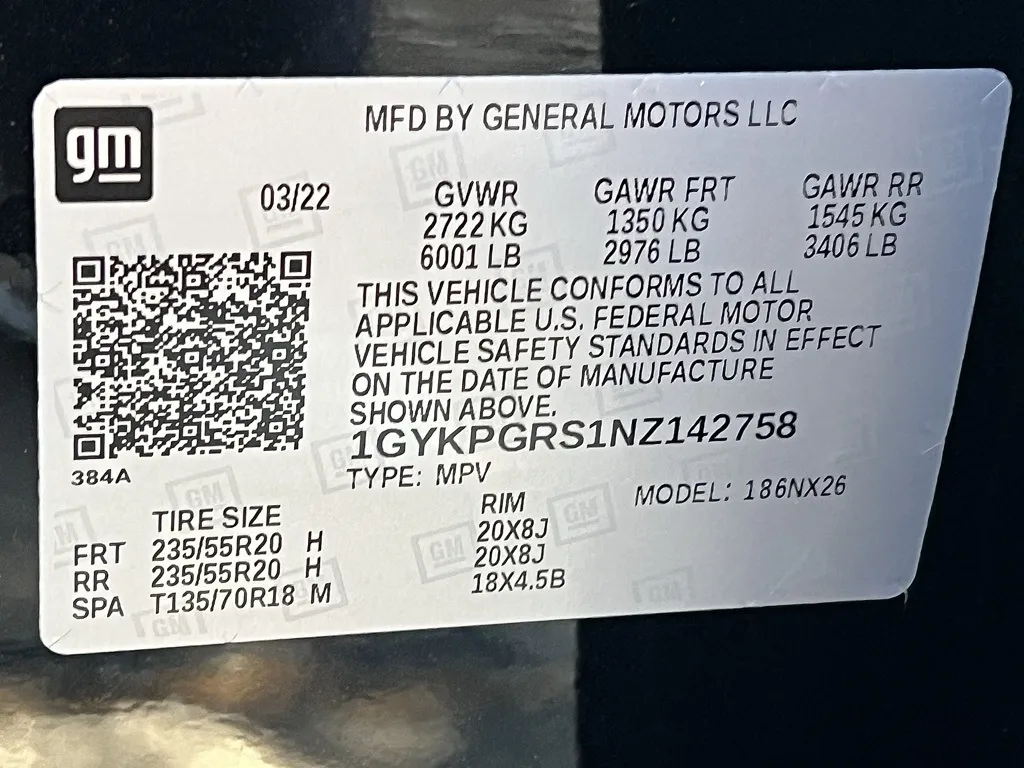 gm
MFD BY GENERAL MOTORS LLC
03/22 GVWR GAWR FRT GAWR RR
2722 KG 1350 KG 1545 KG
6001 LB 2976 LB 3406 LB
THIS VEHICLE CONFORMS TO ALL
APPLICABLE U.S. FEDERAL MOTOR
VEHICLE SAFETY STANDARDS IN EFFECT
ON THE DATE OF MANUFACTURE
SHOWN ABOVE.
1GYKPGRS1NZ142758
384A
TYPE: MPV MODEL: 186NX26
TIRE SIZE RIM
FRT 235/55R20 H 20X8J
RR 235/55R20 H 20X8J
SPA T135/70R18 M 18X4.5B